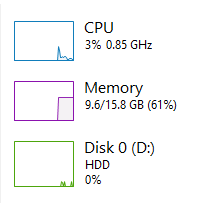 CPU
3% 0.85 GHz
Memory
9.6/15.8 GB (61%)
Disk 0 (D:)
HDD
0%